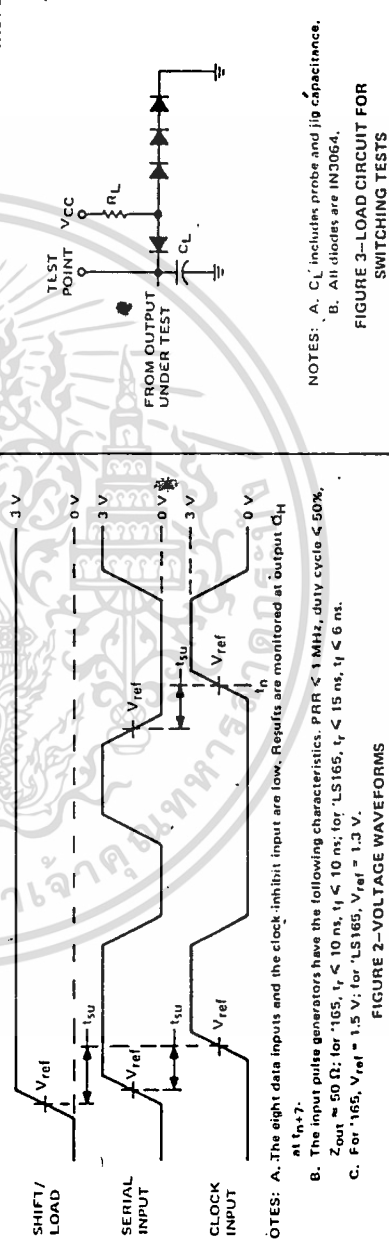 SHIFT/
LOAD
Vref
3 V
0 V
tsu
SERIAL
INPUT
Vref
tsu
Vref
tsu
3 V
0 V
CLOCK
INPUT
Vref
Vref
tn
3 V
0 V
OTES: A. The eight data inputs and the clock-inhibit input are low. Results are monitored at output QH
at tn+7.
B. The input pulse generators have the following characteristics. PRR ≤ 1 MHz, duty cycle ≤ 50%,
Zout ≈ 50 Ω; for '165, tr ≤ 10 ns, tf ≤ 10 ns; for 'LS165, tr ≤ 15 ns, tf ≤ 6 ns.
C. For '165, Vref = 1.5 V; for 'LS165, Vref = 1.3 V.
FIGURE 2–VOLTAGE WAVEFORMS
TEST
POINT
VCC
RL
FROM OUTPUT
UNDER TEST
CL
NOTES: A. CL includes probe and jig capacitance.
B. All diodes are IN3064.
FIGURE 3–LOAD CIRCUIT FOR
SWITCHING TESTS